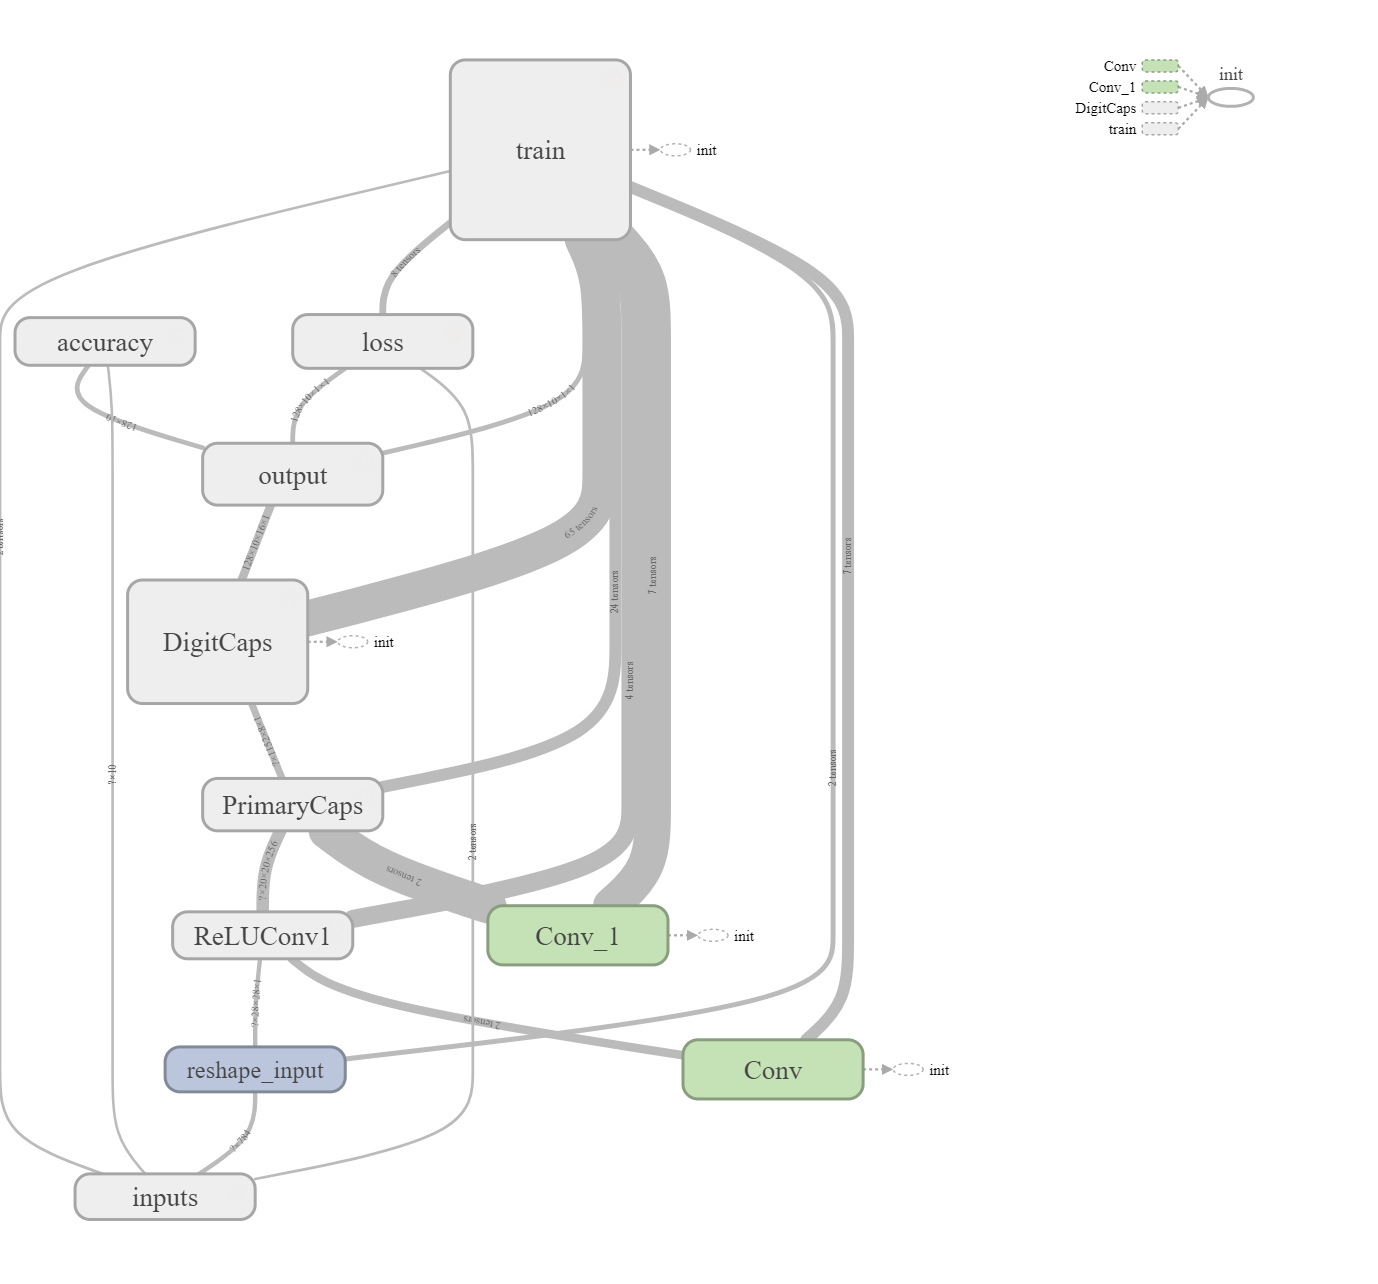 train
init
Conv
Conv_1
DigitCaps
train
init
8 tensors
accuracy
loss
128×10×1×1
128×10×1×1
128×10
output
65 tensors
128×10×16×1
2 tensors
7 tensors
7 tensors
24 tensors
DigitCaps
init
4 tensors
?×1152×8×1
?×10
2 tensors
PrimaryCaps
2 tensors
?×20×20×256
2 tensors
ReLUConv1
Conv_1
init
?×28×28×1
2 tensors
reshape_input
Conv
init
?×784
inputs